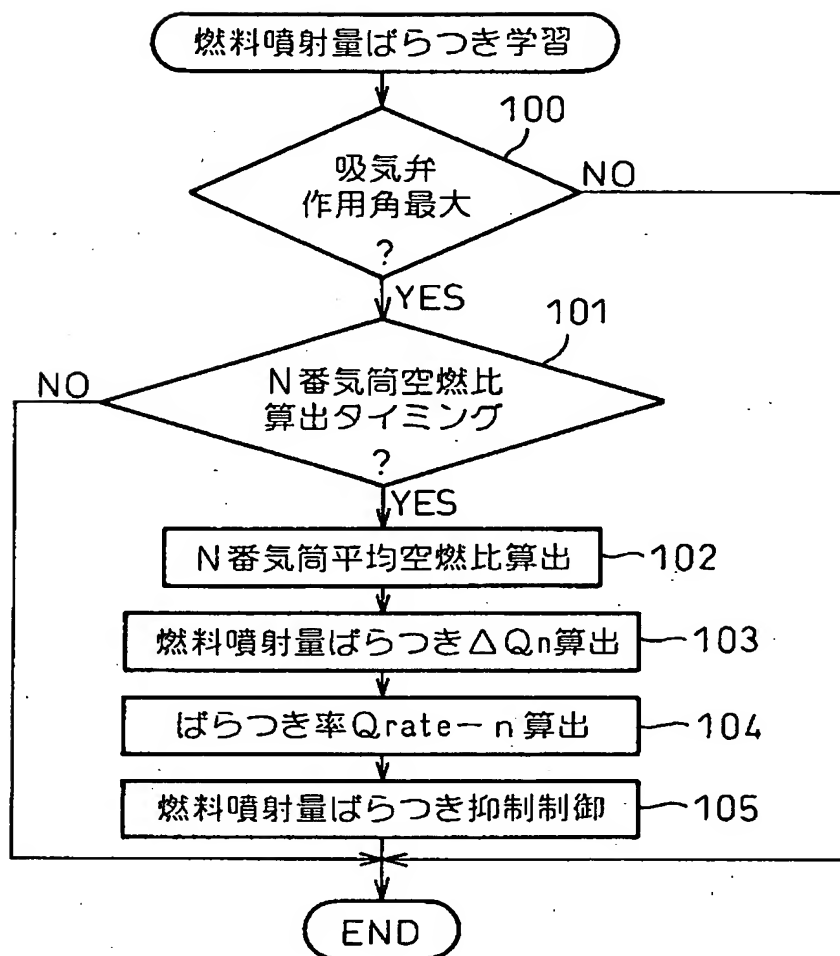 燃料噴射量ばらつき学習
100
吸気弁
作用角最大
?
NO
YES
101
NO
N番気筒空燃比
算出タイミング
?
YES
N番気筒平均空燃比算出
102
燃料噴射量ばらつき△Qn算出
103
ばらつき率Qrate－n算出
104
燃料噴射量ばらつき抑制制御
105
END